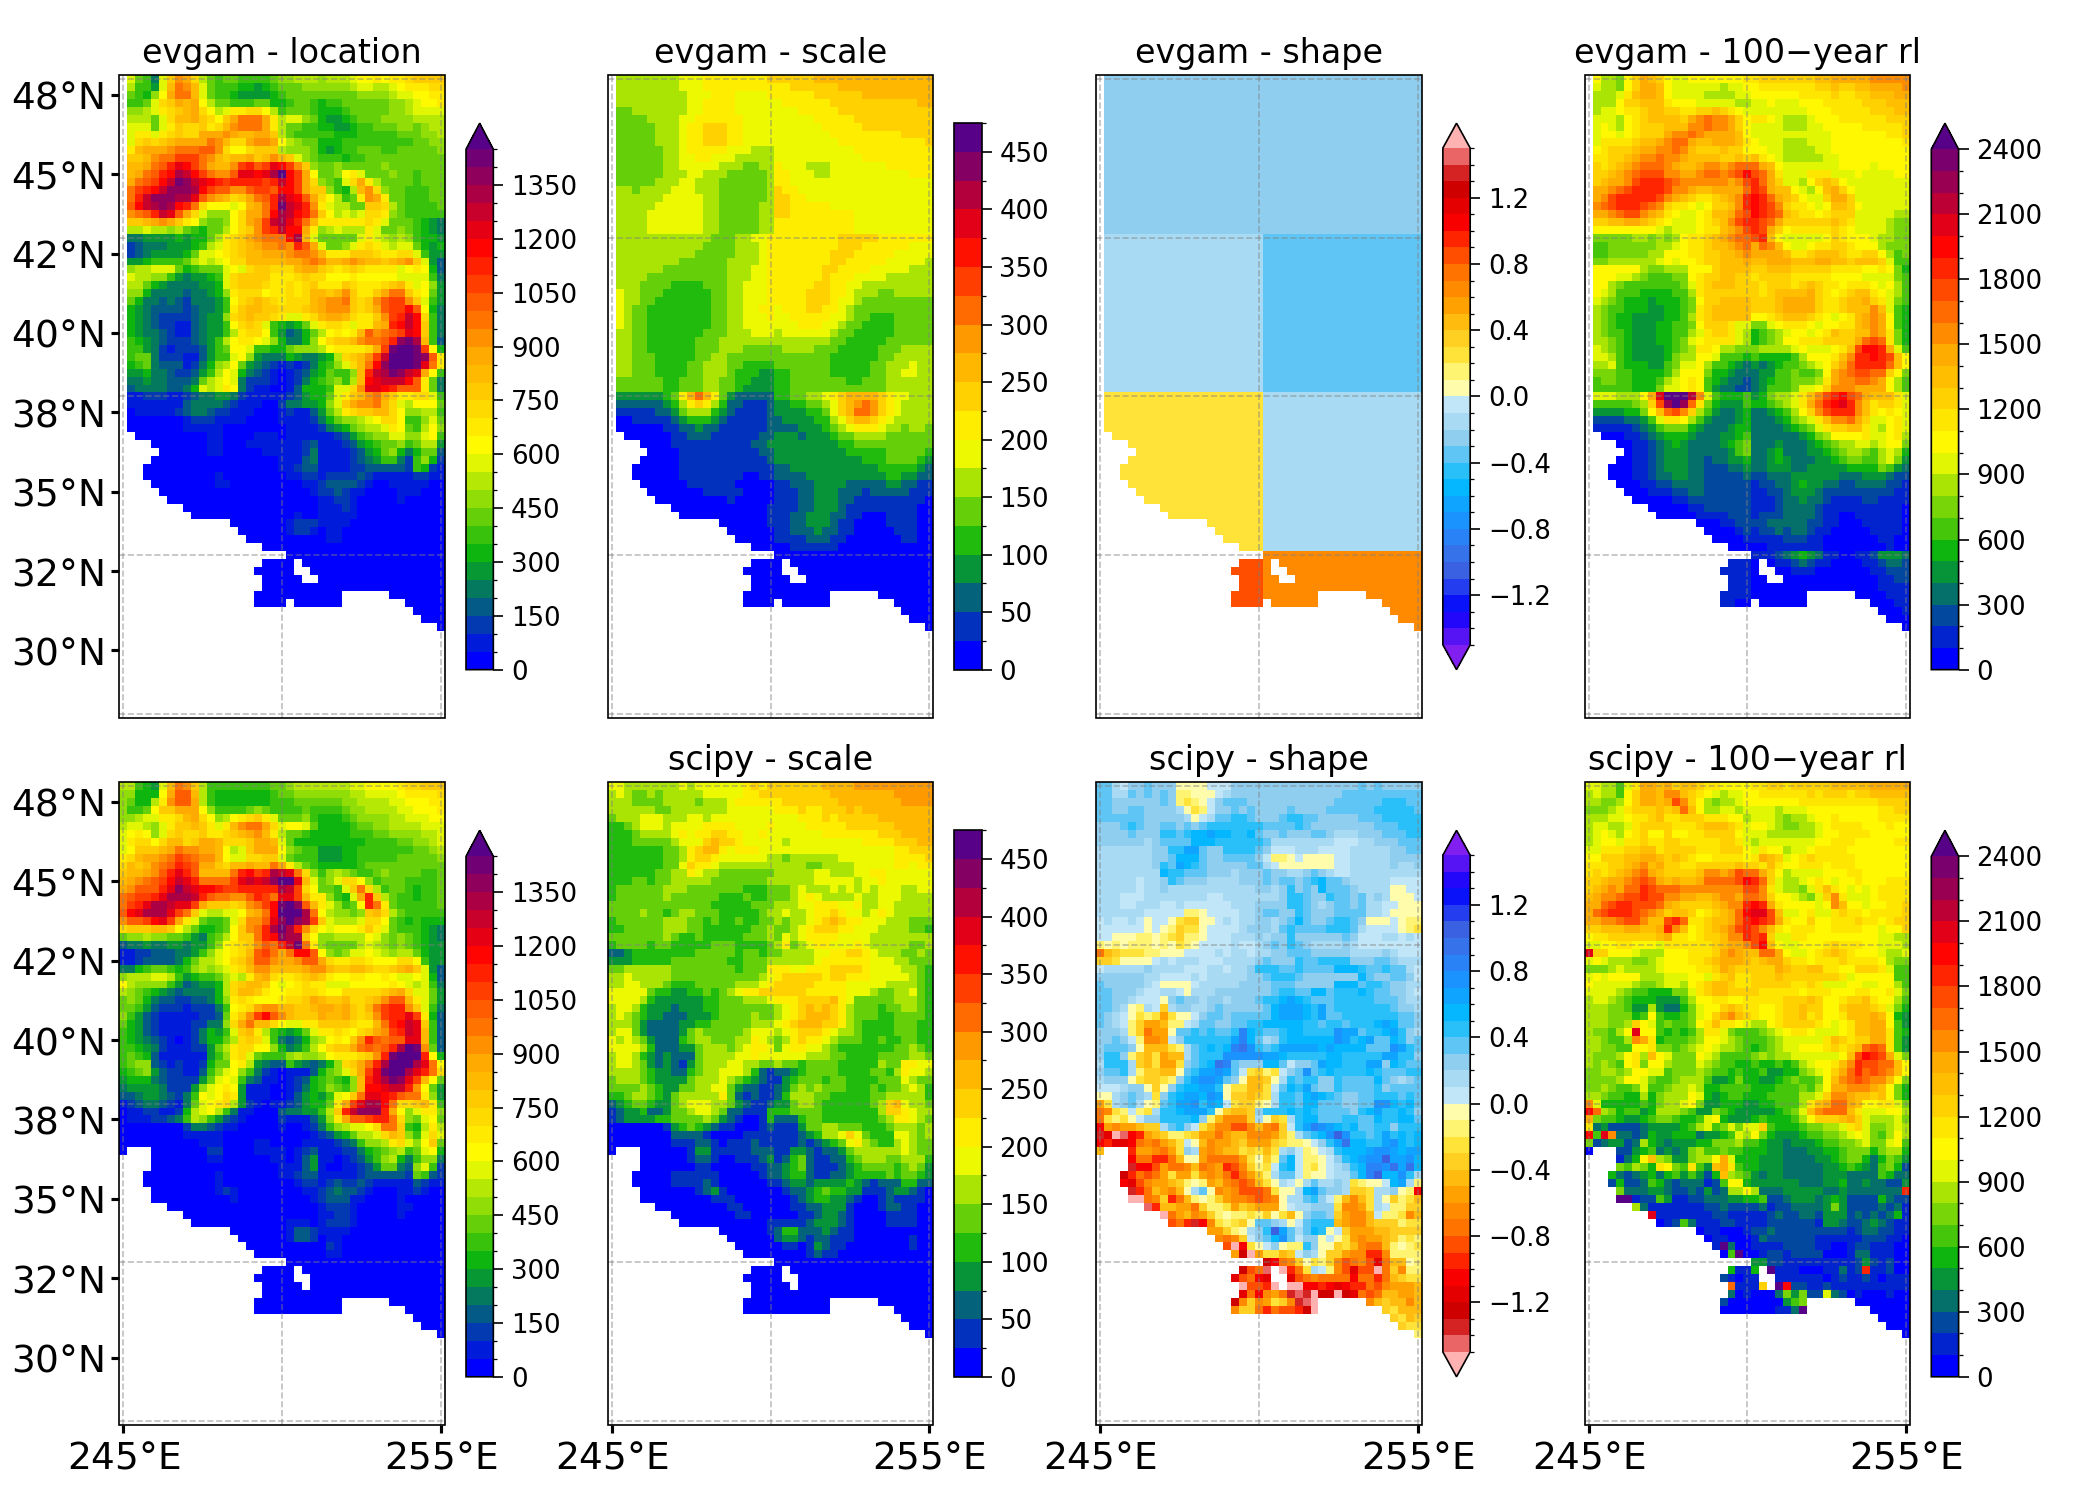 evgam - location
evgam - scale
evgam - shape
evgam - 100−year rl
48°N
45°N
42°N
40°N
38°N
35°N
32°N
30°N
1350
1200
1050
900
750
600
450
300
150
0
450
400
350
300
250
200
150
100
50
0
1.2
0.8
0.4
0.0
−0.4
−0.8
−1.2
2400
2100
1800
1500
1200
900
600
300
0
scipy - scale
scipy - shape
scipy - 100−year rl
48°N
45°N
42°N
40°N
38°N
35°N
32°N
30°N
1350
1200
1050
900
750
600
450
300
150
0
450
400
350
300
250
200
150
100
50
0
1.2
0.8
0.4
0.0
−0.4
−0.8
−1.2
2400
2100
1800
1500
1200
900
600
300
0
245°E 255°E
245°E 255°E
245°E 255°E
245°E 255°E